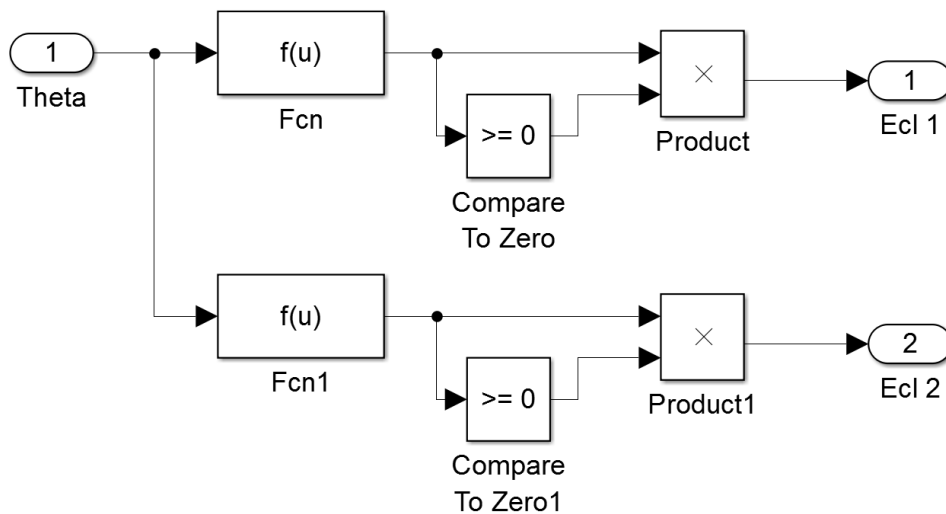 1
Theta
f(u)
Fcn
>= 0
Compare
To Zero
×
Product
1
Ecl 1
f(u)
Fcn1
>= 0
Compare
To Zero1
×
Product1
2
Ecl 2